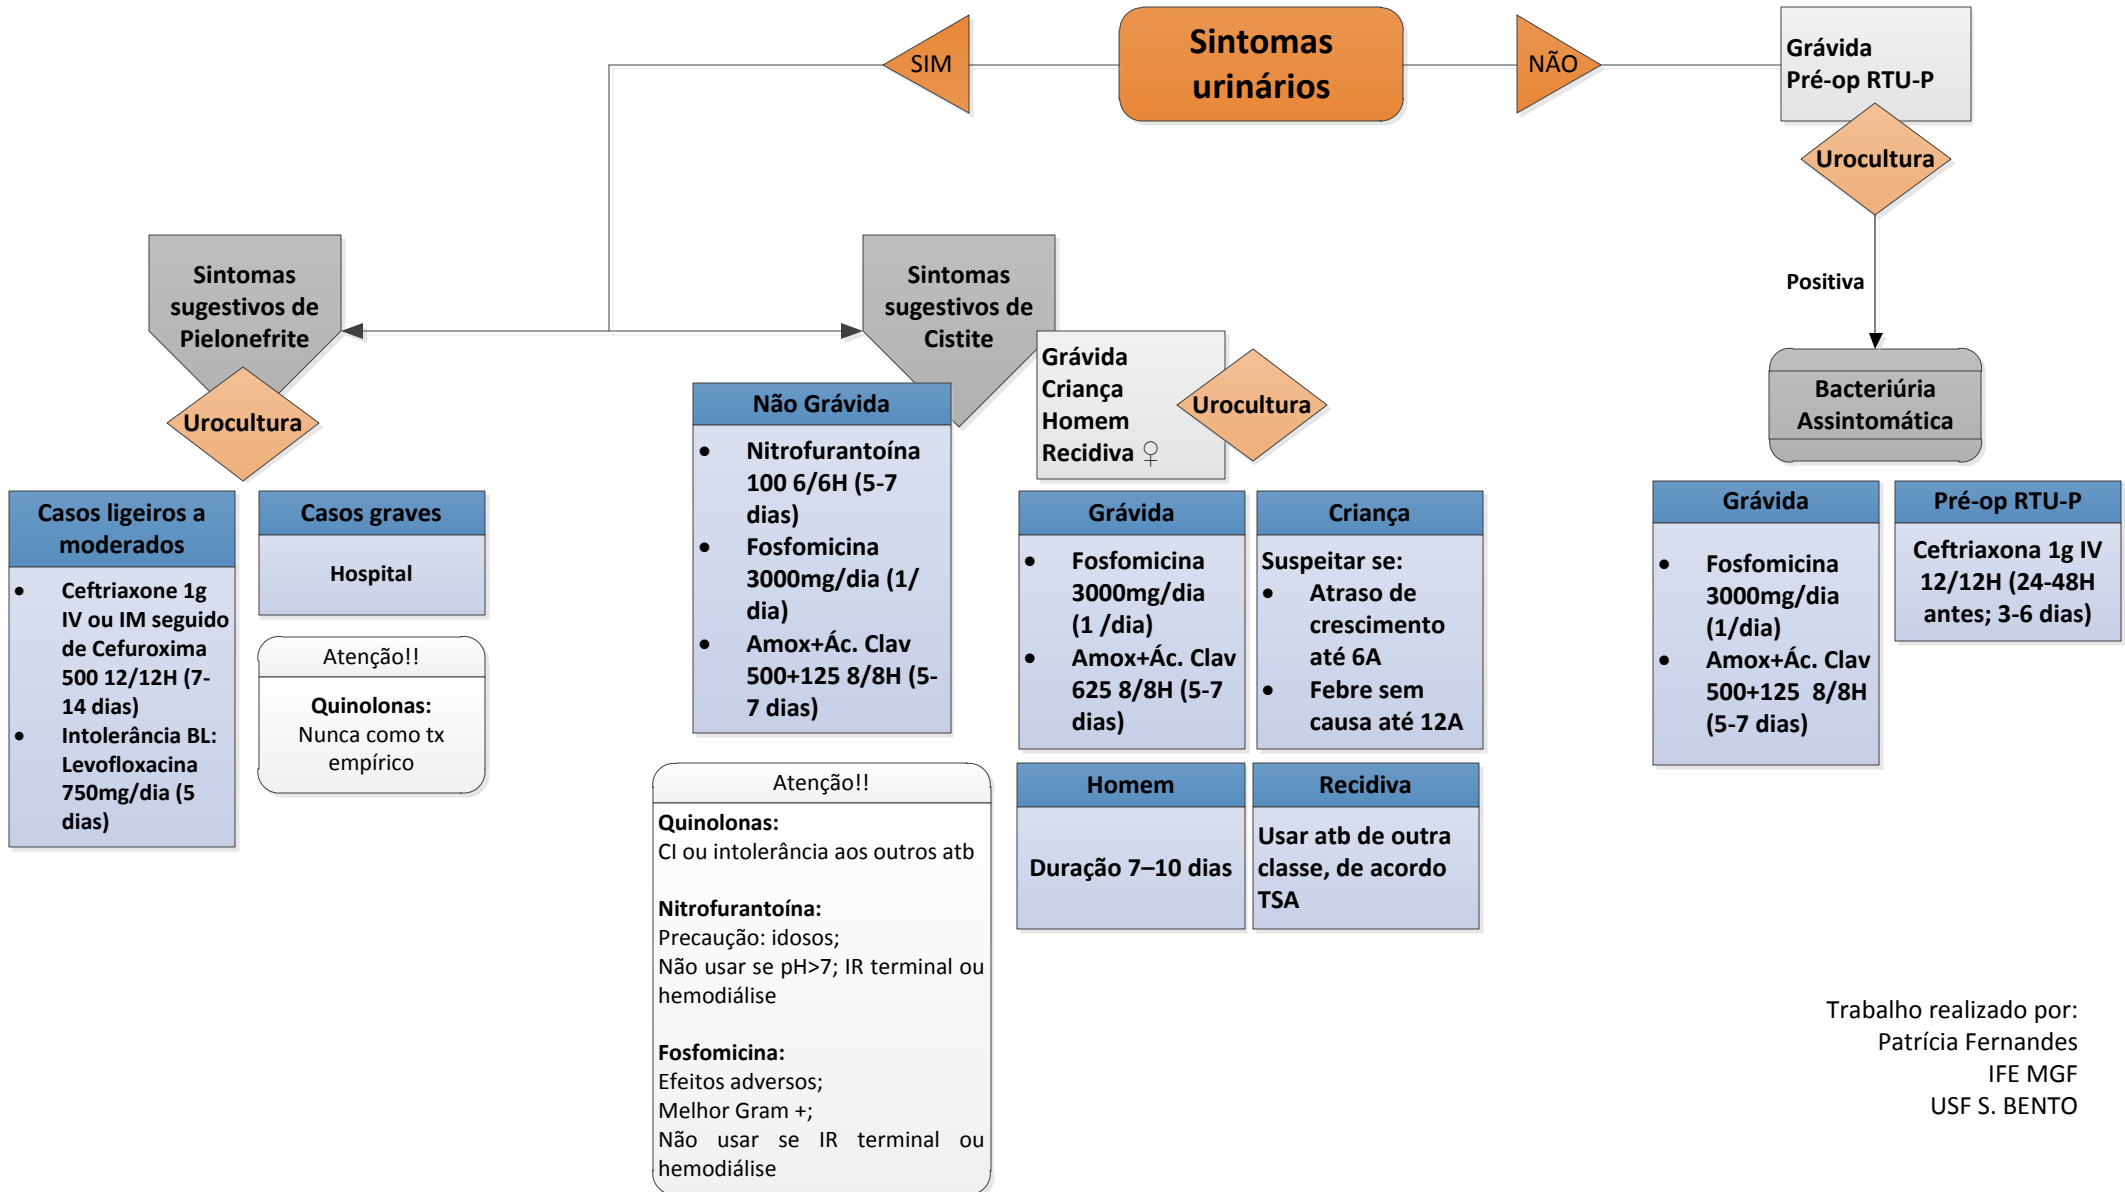 Sintomas
urinários
SIM
NÃO
Grávida
Pré-op RTU-P
Urocultura
Positiva
Bacteriúria
Assintomática
Grávida
• Fosfomicina
3000mg/dia
(1/dia)
• Amox+Ác. Clav
500+125 8/8H
(5-7 dias)
Pré-op RTU-P
Ceftriaxona 1g IV
12/12H (24-48H
antes; 3-6 dias)
Sintomas
sugestivos de
Pielonefrite
Urocultura
Casos ligeiros a
moderados
• Ceftriaxone 1g
IV ou IM seguido
de Cefuroxima
500 12/12H (7-
14 dias)
• Intolerância BL:
Levofloxacina
750mg/dia (5
dias)
Casos graves
Hospital
Atenção!!
Quinolonas:
Nunca como tx
empírico
Sintomas
sugestivos de
Cistite
Não Grávida
• Nitrofurantoína
100 6/6H (5-7
dias)
• Fosfomicina
3000mg/dia (1/
dia)
• Amox+Ác. Clav
500+125 8/8H (5-
7 dias)
Grávida
Criança
Homem
Recidiva ♀
Urocultura
Grávida
• Fosfomicina
3000mg/dia
(1 /dia)
• Amox+Ác. Clav
625 8/8H (5-7
dias)
Criança
Suspeitar se:
• Atraso de
crescimento
até 6A
• Febre sem
causa até 12A
Homem
Duração 7–10 dias
Recidiva
Usar atb de outra
classe, de acordo
TSA
Atenção!!
Quinolonas:
CI ou intolerância aos outros atb
Nitrofurantoína:
Precaução: idosos;
Não usar se pH>7; IR terminal ou
hemodiálise
Fosfomicina:
Efeitos adversos;
Melhor Gram +;
Não usar se IR terminal ou
hemodiálise
Trabalho realizado por:
Patrícia Fernandes
IFE MGF
USF S. BENTO